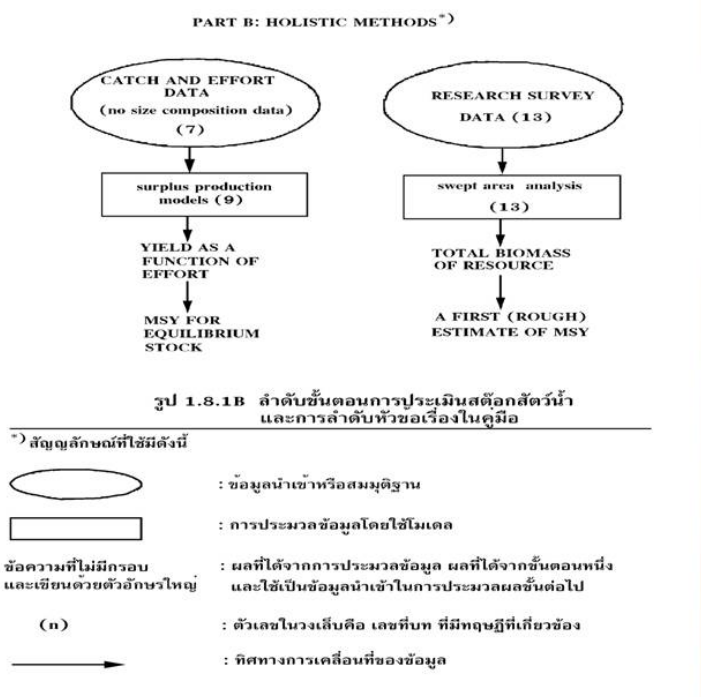 PART B: HOLISTIC METHODS*)
CATCH AND EFFORT
DATA
(no size composition data)
(7)
surplus production
models (9)
YIELD AS A
FUNCTION OF
EFFORT
MSY FOR
EQUILIBRIUM
STOCK
RESEARCH SURVEY
DATA (13)
swept area analysis
(13)
TOTAL BIOMASS
OF RESOURCE
A FIRST (ROUGH)
ESTIMATE OF MSY
รูป 1.8.1B ลำดับขั้นตอนการประเมินสต๊อกสัตว์น้ำ
และการลำดับหัวข้อเรื่องในคู่มือ
*) สัญญลักษณ์ที่ใช้มีดังนี้
: ข้อมูลนำเข้าหรือสมมุติฐาน
: การประมวลข้อมูลโดยใช้โมเดล
ข้อความที่ไม่มีกรอบ
และเขียนด้วยตัวอักษรใหญ่
: ผลที่ได้จากการประมวลข้อมูล ผลที่ได้จากขั้นตอนหนึ่ง
และใช้เป็นข้อมูลนำเข้าในการประมวลผลขั้นต่อไป
(n) : ตัวเลขในวงเล็บคือ เลขที่บท ที่มีทฤษฎีที่เกี่ยวข้อง
: ทิศทางการเคลื่อนที่ของข้อมูล